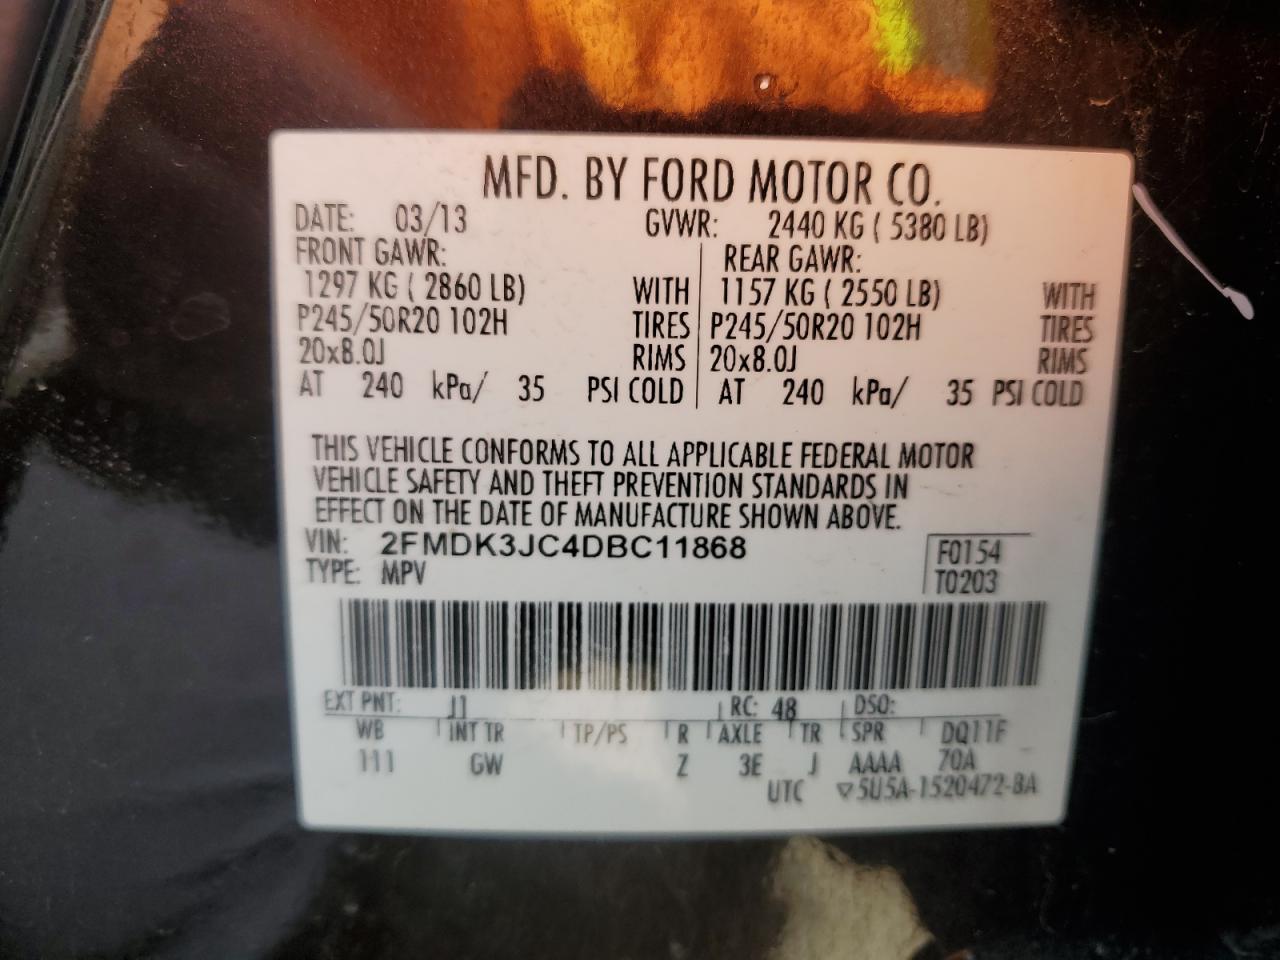 MFD. BY FORD MOTOR CO.
DATE: 03/13 GVWR: 2440 KG ( 5380 LB)
FRONT GAWR: REAR GAWR:
1297 KG ( 2860 LB) WITH 1157 KG ( 2550 LB) WITH
P245/50R20 102H TIRES P245/50R20 102H TIRES
20x8.0J RIMS 20x8.0J RIMS
AT 240 kPa/ 35 PSI COLD AT 240 kPa/ 35 PSI COLD
THIS VEHICLE CONFORMS TO ALL APPLICABLE FEDERAL MOTOR
VEHICLE SAFETY AND THEFT PREVENTION STANDARDS IN
EFFECT ON THE DATE OF MANUFACTURE SHOWN ABOVE.
VIN: 2FMDK3JC4DBC11868 F0154
TYPE: MPV T0203
EXT PNT: J1 RC: 48 DSO:
WB INT TR TP/PS R AXLE TR SPR DQ11F
111 GW Z 3E J AAAA 70A
UTC ▽5U5A-1520472-BA